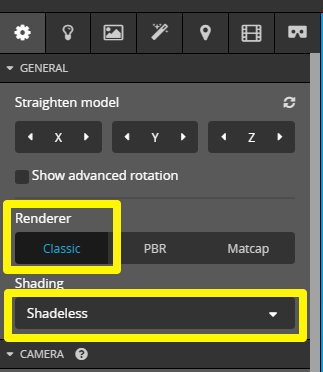 GENERAL
Straighten model
X Y Z
Show advanced rotation
Renderer
Classic PBR Matcap
Shading
Shadeless
CAMERA ?